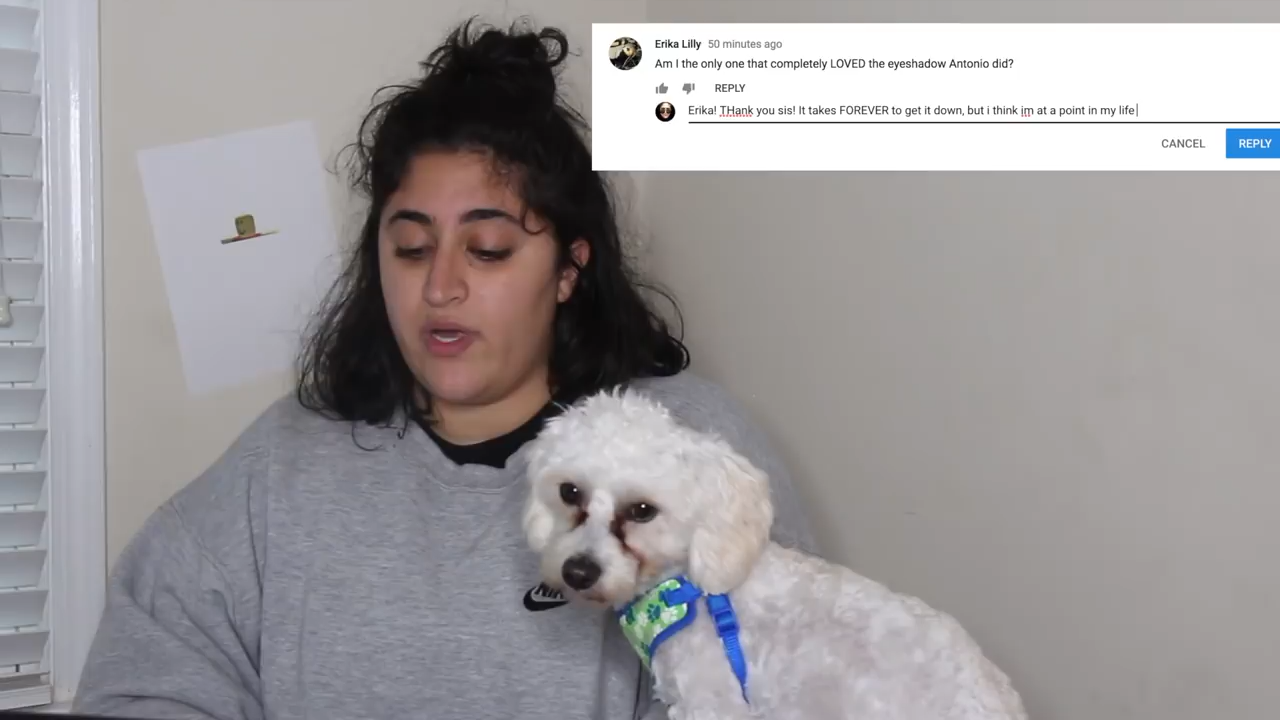 Erika Lilly 50 minutes ago
Am I the only one that completely LOVED the eyeshadow Antonio did?
REPLY
Erika! THank you sis! It takes FOREVER to get it down, but i think im at a point in my life
CANCEL REPLY